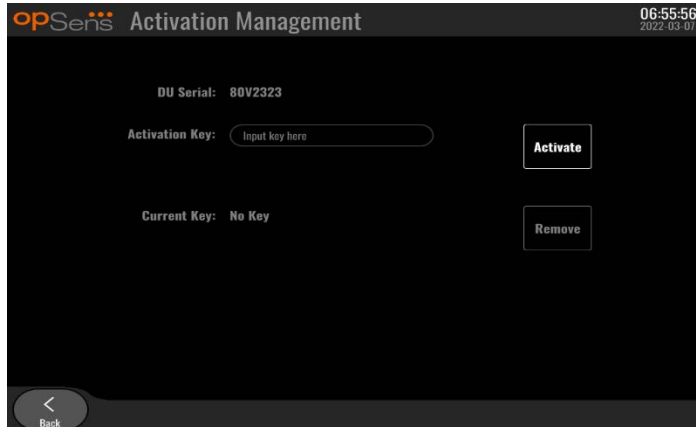 opSens Activation Management
06:55:56
2022-03-07
DU Serial: 80V2323
Activation Key: Input key here
Activate
Current Key: No Key
Remove
Back